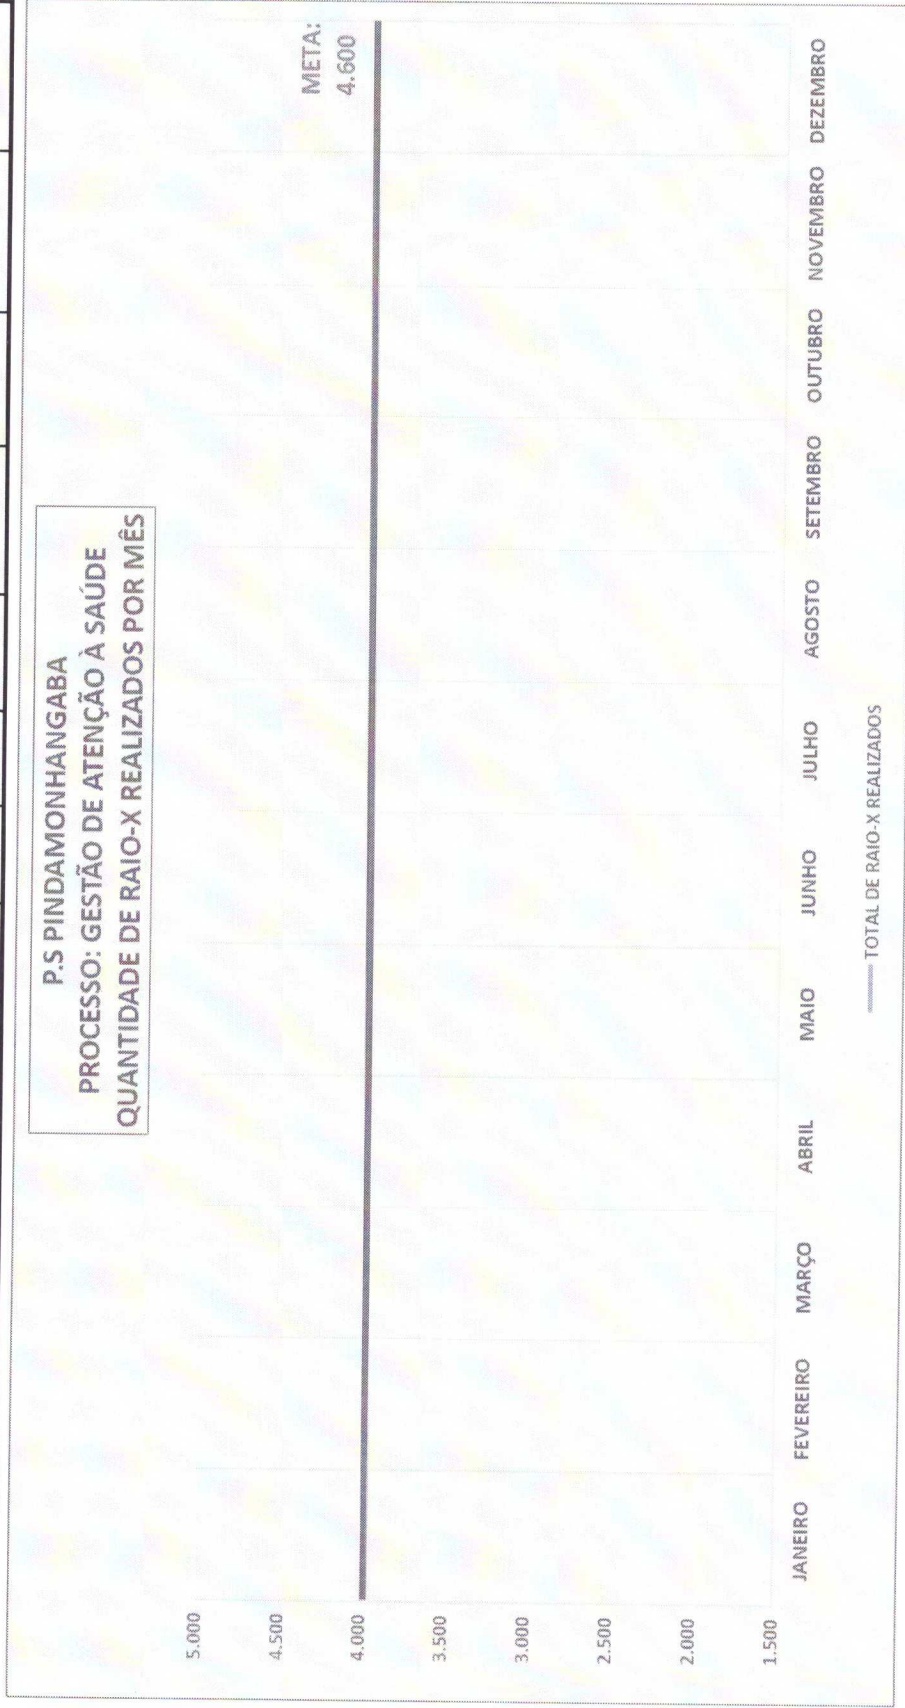 P.S PINDAMONHANGABA
PROCESSO: GESTÃO DE ATENÇÃO À SAÚDE
QUANTIDADE DE RAIO-X REALIZADOS POR MÊS
META:
4.600
5.000
4.500
4.000
3.500
3.000
2.500
2.000
1.500
JANEIRO FEVEREIRO MARÇO ABRIL MAIO JUNHO JULHO AGOSTO SETEMBRO OUTUBRO NOVEMBRO DEZEMBRO
TOTAL DE RAIO-X REALIZADOS